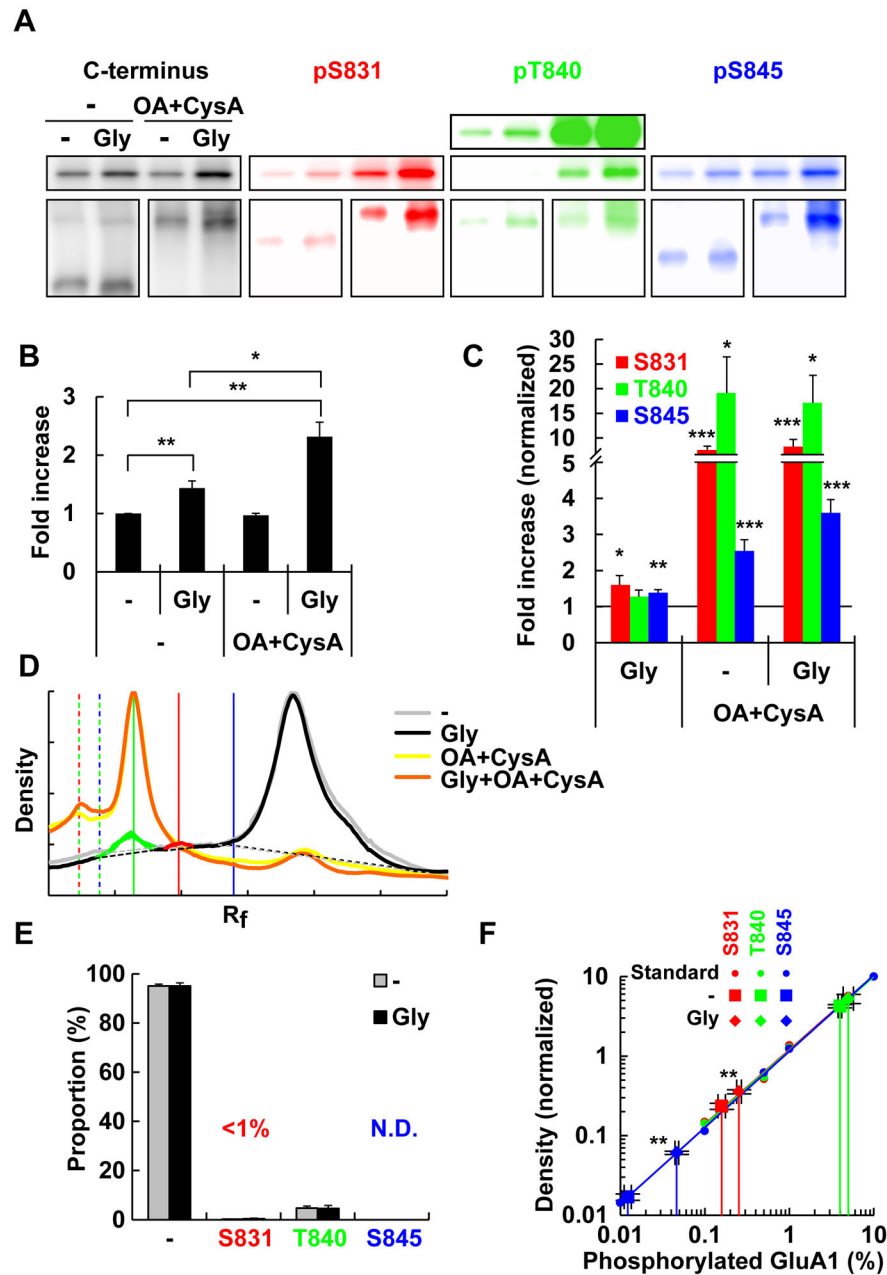 A
C-terminus pS831 pT840 pS845
- OA+CysA
- Gly - Gly
B
Fold increase
3
2
1
0
*
**
**
- Gly - Gly
- OA+CysA
C
Fold increase (normalized)
30
25
20
15
10
5
4
3
2
1
0
S831
T840
S845
* **
*** * ***
*** * ***
Gly - Gly
OA+CysA
D
Density
Rf
-
Gly
OA+CysA
Gly+OA+CysA
E
Proportion (%)
100
80
60
40
20
0
-
Gly
<1% N.D.
- S831 T840 S845
F
S831 T840 S845
Standard
-
Gly
Density (normalized)
10
1
0.1
0.01
**
**
0.01 0.1 1 10
Phosphorylated GluA1 (%)